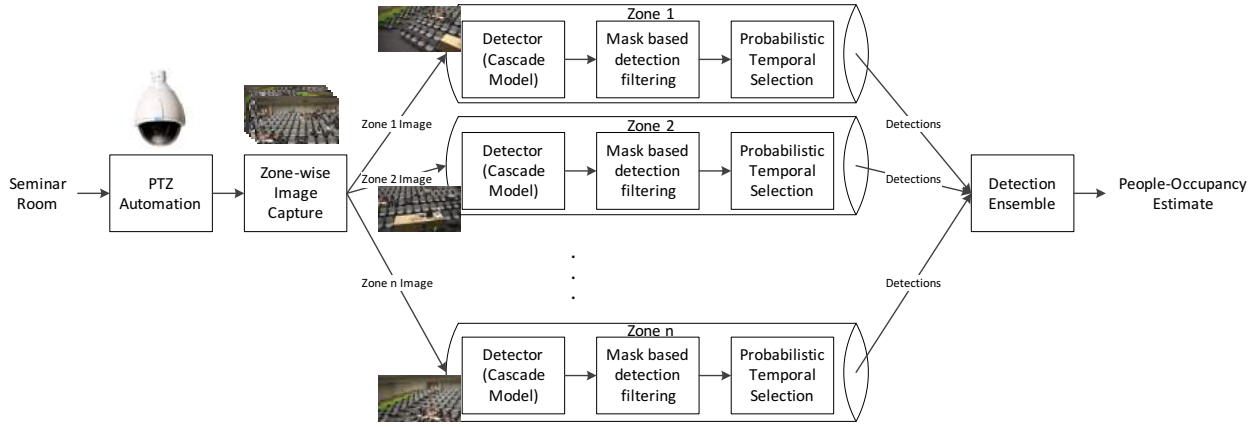 Seminar
Room
PTZ
Automation
Zone-wise
Image
Capture
Zone 1 Image
Zone 2 Image
Zone n Image
Zone 1
Detector
(Cascade
Model)
Mask based
detection
filtering
Probabilistic
Temporal
Selection
Zone 2
Detector
(Cascade
Model)
Mask based
detection
filtering
Probabilistic
Temporal
Selection
.
.
.
Zone n
Detector
(Cascade
Model)
Mask based
detection
filtering
Probabilistic
Temporal
Selection
Detections
Detections
Detections
Detection
Ensemble
People-Occupancy
Estimate